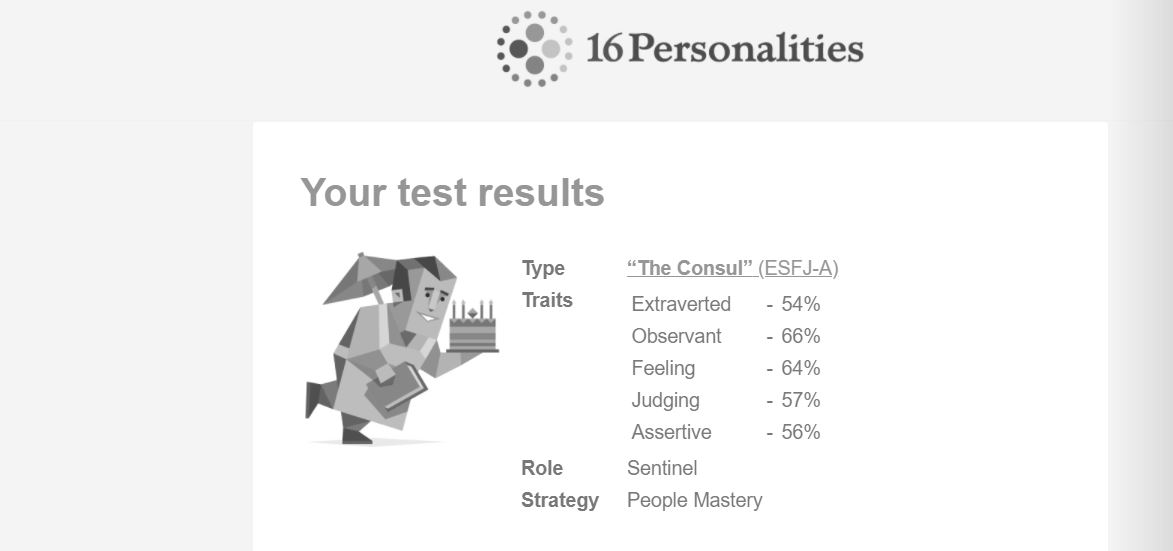 16Personalities
Your test results
Type “The Consul” (ESFJ-A)
Traits Extraverted - 54%
Observant - 66%
Feeling - 64%
Judging - 57%
Assertive - 56%
Role Sentinel
Strategy People Mastery